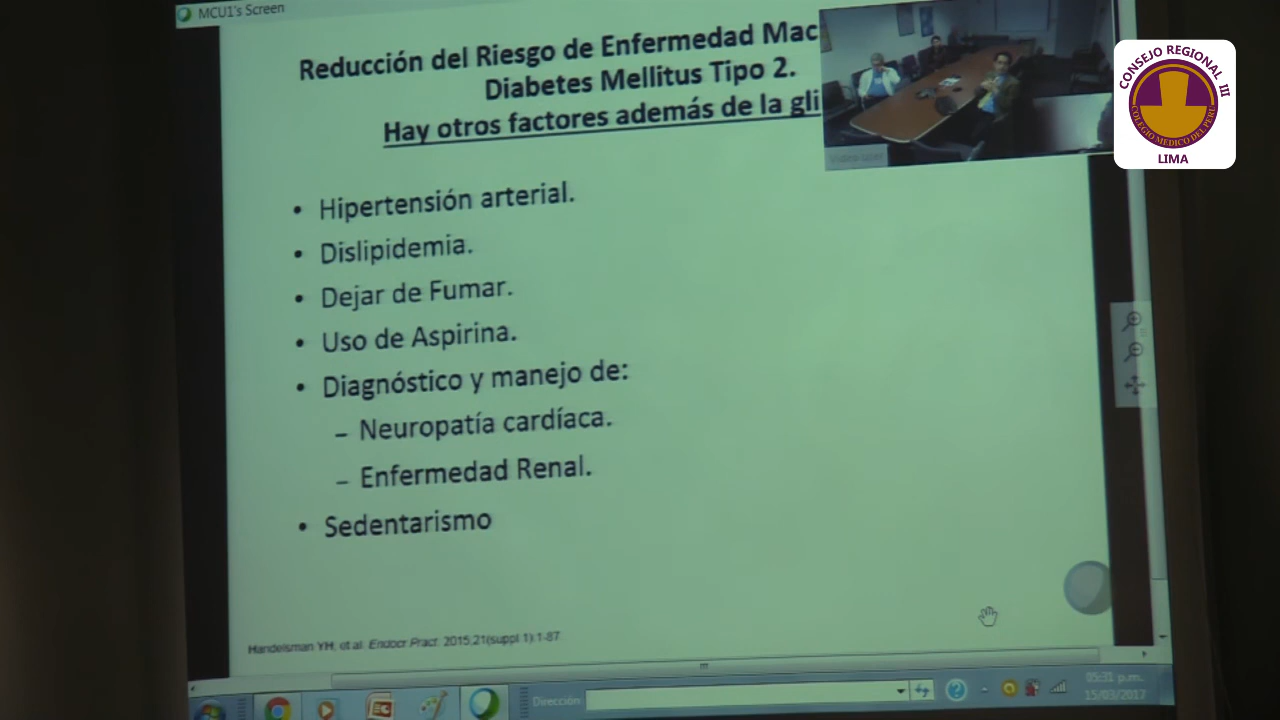 MCU1's Screen
Reducción del Riesgo de Enfermedad Mac
Diabetes Mellitus Tipo 2.
Hay otros factores además de la gli
• Hipertensión arterial.
• Dislipidemia.
• Dejar de Fumar.
• Uso de Aspirina.
• Diagnóstico y manejo de:
– Neuropatía cardíaca.
– Enfermedad Renal.
• Sedentarismo
Handelsman YH, et al. Endocr Pract. 2015;21(suppl 1):1-87
Dirección
05:31 p.m.
15/03/2017
CONSEJO REGIONAL III
COLEGIO MEDICO DEL PERU
LIMA